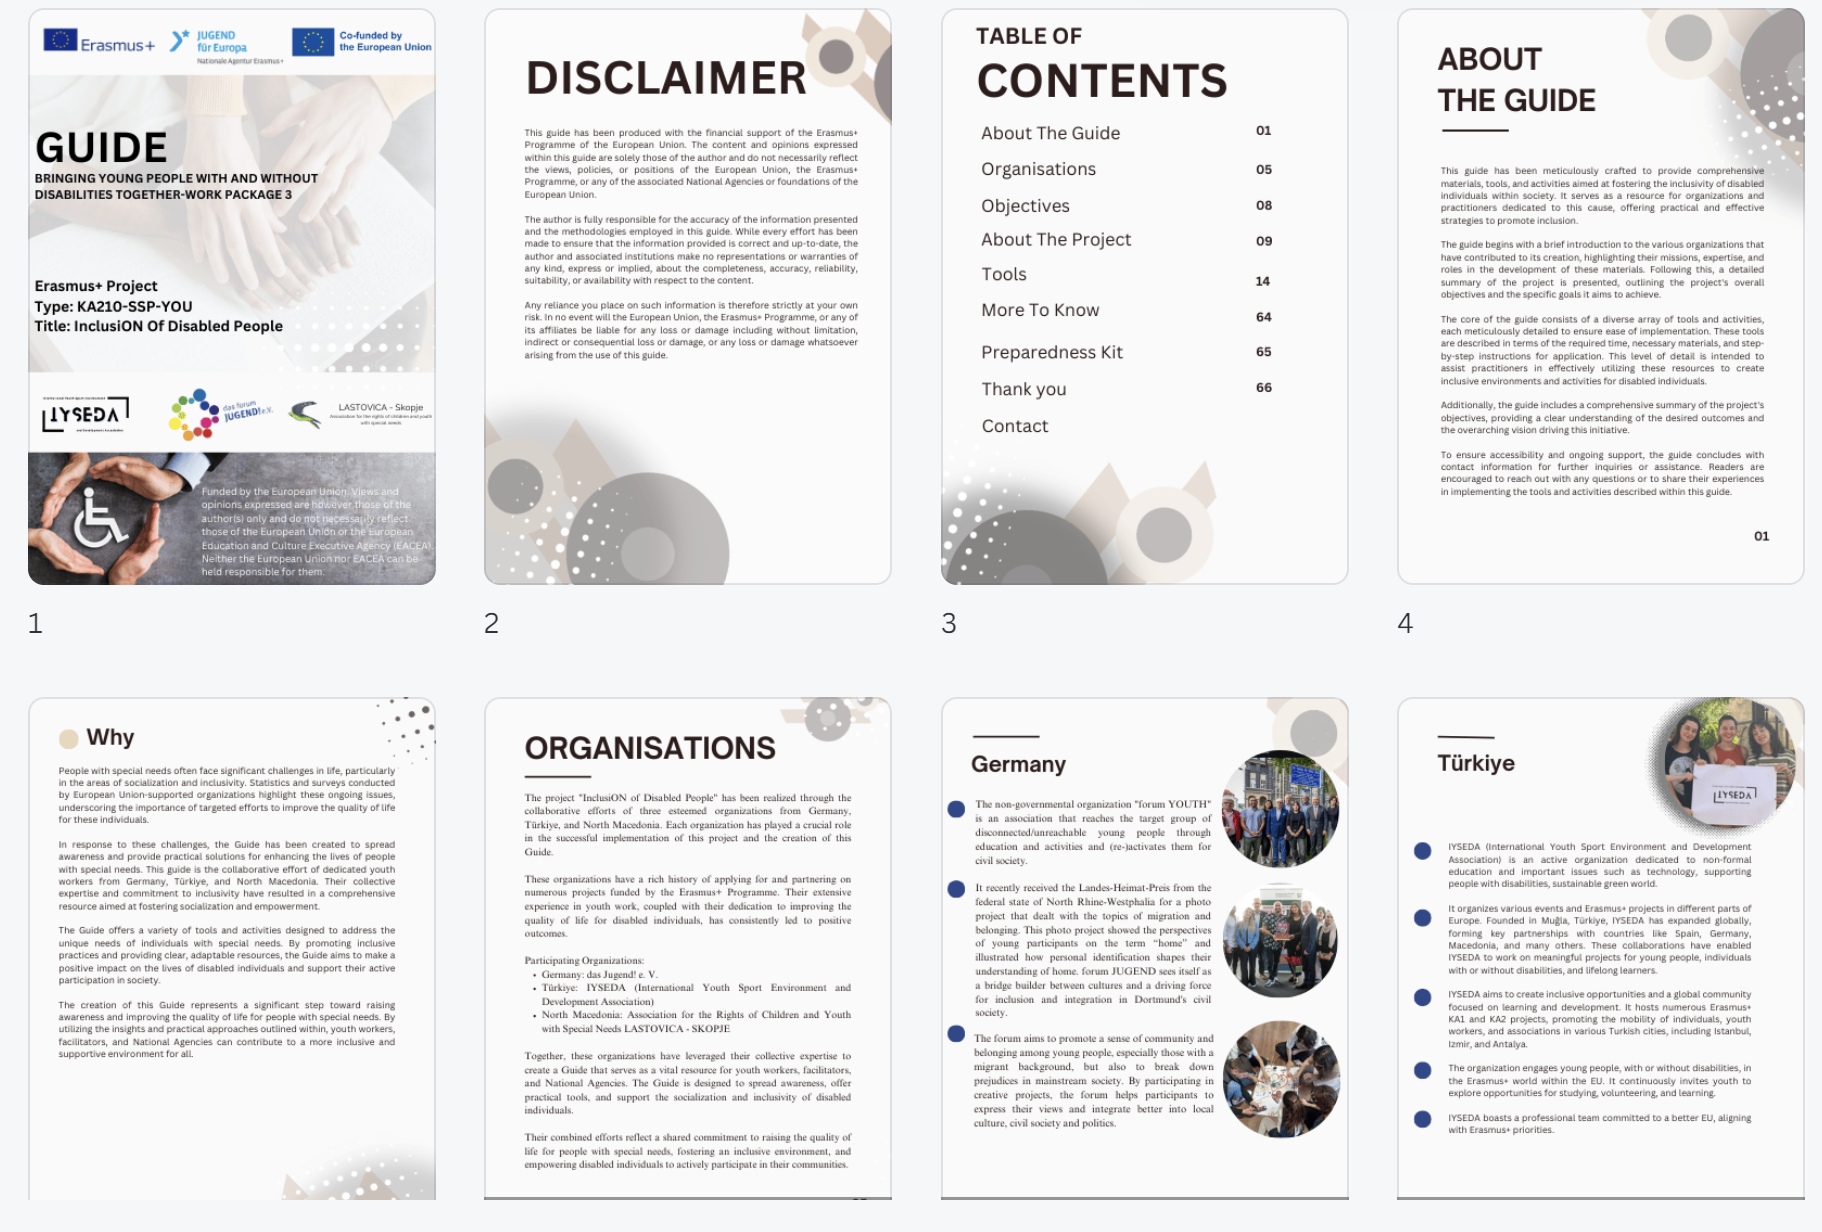 Erasmus+
JUGEND
für Europa
Nationale Agentur Erasmus+
Co-funded by
the European Union
GUIDE
BRINGING YOUNG PEOPLE WITH AND WITHOUT
DISABILITIES TOGETHER-WORK PACKAGE 3
Erasmus+ Project
Type: KA210-SSP-YOU
Title: InclusiON Of Disabled People
IYSEDA
and Development Association
das forum
JUGEND! e.V.
LASTOVICA - Skopje
Association for the rights of children and youth
with special needs
Funded by the European Union. Views and
opinions expressed are however those of the
author(s) only and do not necessarily reflect
those of the European Union or the European
Education and Culture Executive Agency (EACEA).
Neither the European Union nor EACEA can be
held responsible for them.
1
DISCLAIMER
This guide has been produced with the financial support of the Erasmus+
Programme of the European Union. The content and opinions expressed
within this guide are solely those of the author and do not necessarily reflect
the views, policies, or positions of the European Union, the Erasmus+
Programme, or any of the associated National Agencies or foundations of the
European Union.
The author is fully responsible for the accuracy of the information presented
and the methodologies employed in this guide. While every effort has been
made to ensure that the information provided is correct and up-to-date, the
author and associated institutions make no representations or warranties of
any kind, express or implied, about the completeness, accuracy, reliability,
suitability, or availability with respect to the content.
Any reliance you place on such information is therefore strictly at your own
risk. In no event will the European Union, the Erasmus+ Programme, or any of
its affiliates be liable for any loss or damage including without limitation,
indirect or consequential loss or damage, or any loss or damage whatsoever
arising from the use of this guide.
2
TABLE OF
CONTENTS
About The Guide 01
Organisations 05
Objectives 08
About The Project 09
Tools 14
More To Know 64
Preparedness Kit 65
Thank you 66
Contact
3
ABOUT
THE GUIDE
This guide has been meticulously crafted to provide comprehensive
materials, tools, and activities aimed at fostering the inclusivity of disabled
individuals within society. It serves as a resource for organizations and
practitioners dedicated to this cause, offering practical and effective
strategies to promote inclusion.
The guide begins with a brief introduction to the various organizations that
have contributed to its creation, highlighting their missions, expertise, and
roles in the development of these materials. Following this, a detailed
summary of the project is presented, outlining the project's overall
objectives and the specific goals it aims to achieve.
The core of the guide consists of a diverse array of tools and activities,
each meticulously detailed to ensure ease of implementation. These tools
are described in terms of the required time, necessary materials, and step-
by-step instructions for application. This level of detail is intended to
assist practitioners in effectively utilizing these resources to create
inclusive environments and activities for disabled individuals.
Additionally, the guide includes a comprehensive summary of the project's
objectives, providing a clear understanding of the desired outcomes and
the overarching vision driving this initiative.
To ensure accessibility and ongoing support, the guide concludes with
contact information for further inquiries or assistance. Readers are
encouraged to reach out with any questions or to share their experiences
in implementing the tools and activities described within this guide.
01
4
Why
People with special needs often face significant challenges in life, particularly
in the areas of socialization and inclusivity. Statistics and surveys conducted
by European Union-supported organizations highlight these ongoing issues,
underscoring the importance of targeted efforts to improve the quality of life
for these individuals.
In response to these challenges, the Guide has been created to spread
awareness and provide practical solutions for enhancing the lives of people
with special needs. This guide is the collaborative effort of dedicated youth
workers from Germany, Türkiye, and North Macedonia. Their collective
expertise and commitment to inclusivity have resulted in a comprehensive
resource aimed at fostering socialization and empowerment.
The Guide offers a variety of tools and activities designed to address the
unique needs of individuals with special needs. By promoting inclusive
practices and providing clear, adaptable resources, the Guide aims to make a
positive impact on the lives of disabled individuals and support their active
participation in society.
The creation of this Guide represents a significant step toward raising
awareness and improving the quality of life for people with special needs. By
utilizing the insights and practical approaches outlined within, youth workers,
facilitators, and National Agencies can contribute to a more inclusive and
supportive environment for all.
ORGANISATIONS
The project "InclusiON of Disabled People" has been realized through the
collaborative efforts of three esteemed organizations from Germany,
Türkiye, and North Macedonia. Each organization has played a crucial role
in the successful implementation of this project and the creation of this
Guide.
These organizations have a rich history of applying for and partnering on
numerous projects funded by the Erasmus+ Programme. Their extensive
experience in youth work, coupled with their dedication to improving the
quality of life for disabled individuals, has consistently led to positive
outcomes.
Participating Organizations:
• Germany: das Jugend! e. V.
• Türkiye: IYSEDA (International Youth Sport Environment and
Development Association)
• North Macedonia: Association for the Rights of Children and Youth
with Special Needs LASTOVICA - SKOPJE
Together, these organizations have leveraged their collective expertise to
create a Guide that serves as a vital resource for youth workers, facilitators,
and National Agencies. The Guide is designed to spread awareness, offer
practical tools, and support the socialization and inclusivity of disabled
individuals.
Their combined efforts reflect a shared commitment to raising the quality of
life for people with special needs, fostering an inclusive environment, and
empowering disabled individuals to actively participate in their communities.
Germany
The non-governmental organization "forum YOUTH"
is an association that reaches the target group of
disconnected/unreachable young people through
education and activities and (re-)activates them for
civil society.
It recently received the Landes-Heimat-Preis from the
federal state of North Rhine-Westphalia for a photo
project that dealt with the topics of migration and
belonging. This photo project showed the perspectives
of young participants on the term “home” and
illustrated how personal identification shapes their
understanding of home. forum JUGEND sees itself as
a bridge builder between cultures and a driving force
for inclusion and integration in Dortmund's civil
society.
The forum aims to promote a sense of community and
belonging among young people, especially those with a
migrant background, but also to break down
prejudices in mainstream society. By participating in
creative projects, the forum helps participants to
express their views and integrate better into local
culture, civil society and politics.
Türkiye
IYSEDA
IYSEDA (International Youth Sport Environment and Development
Association) is an active organization dedicated to non-formal
education and important issues such as technology, supporting
people with disabilities, sustainable green world.
It organizes various events and Erasmus+ projects in different parts of
Europe. Founded in Muğla, Türkiye, IYSEDA has expanded globally,
forming key partnerships with countries like Spain, Germany,
Macedonia, and many others. These collaborations have enabled
IYSEDA to work on meaningful projects for young people, individuals
with or without disabilities, and lifelong learners.
IYSEDA aims to create inclusive opportunities and a global community
focused on learning and development. It hosts numerous Erasmus+
KA1 and KA2 projects, promoting the mobility of individuals, youth
workers, and associations in various Turkish cities, including Istanbul,
Izmir, and Antalya.
The organization engages young people, with or without disabilities, in
the Erasmus+ world within the EU. It continuously invites youth to
explore opportunities for studying, volunteering, and learning.
IYSEDA boasts a professional team committed to a better EU, aligning
with Erasmus+ priorities.